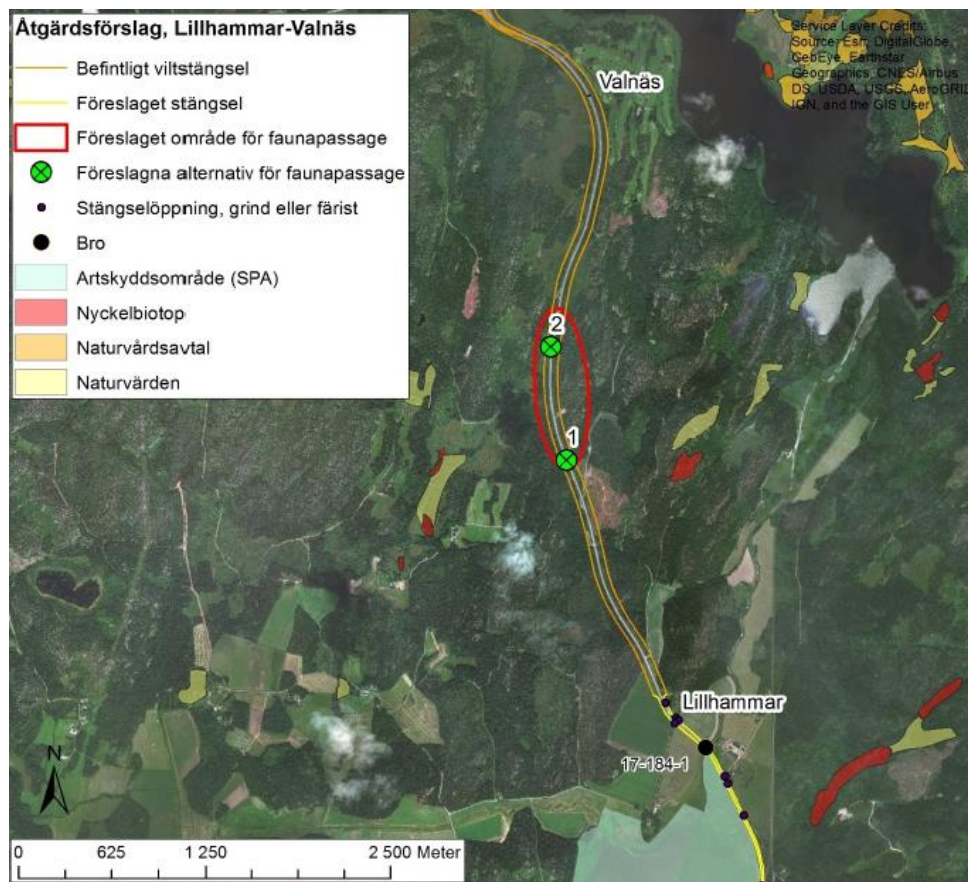 Åtgärdsförslag, Lillhammar-Valnäs
Befintligt viltstängsel
Föreslaget stängsel
Föreslaget område för faunapassage
Föreslagna alternativ för faunapassage
Stängselöppning, grind eller färist
Bro
Artskyddsområde (SPA)
Nyckelbiotop
Naturvårdsavtal
Naturvärden
Service Layer Credits:
Source: Esri, DigitalGlobe,
GeoEye, Earthstar
Geographics, CNES/Airbus
DS, USDA, USGS, AeroGRID,
IGN, and the GIS User
Valnäs
2
1
Lillhammar
17-184-1
N
0 625 1 250 2 500 Meter